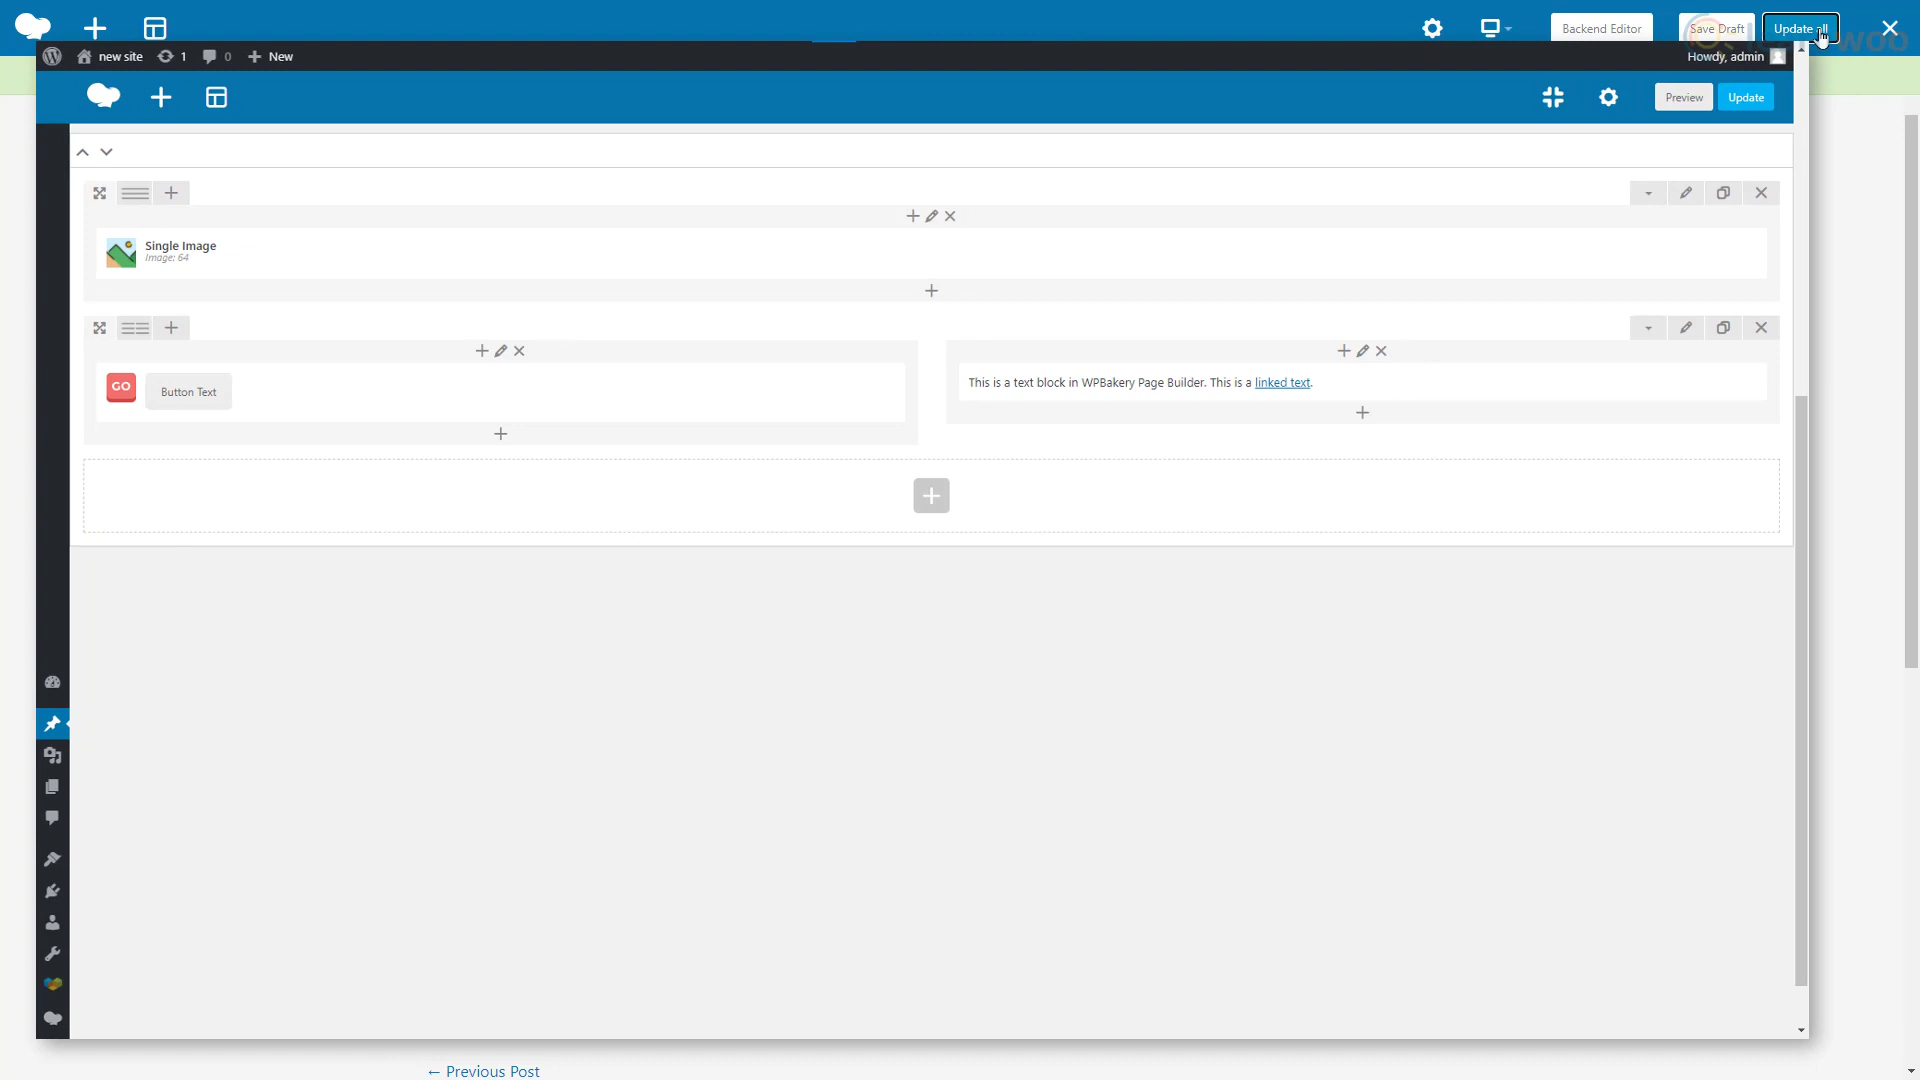 Backend Editor Save Draft Update all
new site 1 0 New Howdy, admin
Preview Update
Single Image
Image: 64
GO Button Text
This is a text block in WPBakery Page Builder. This is a linked text.
← Previous Post